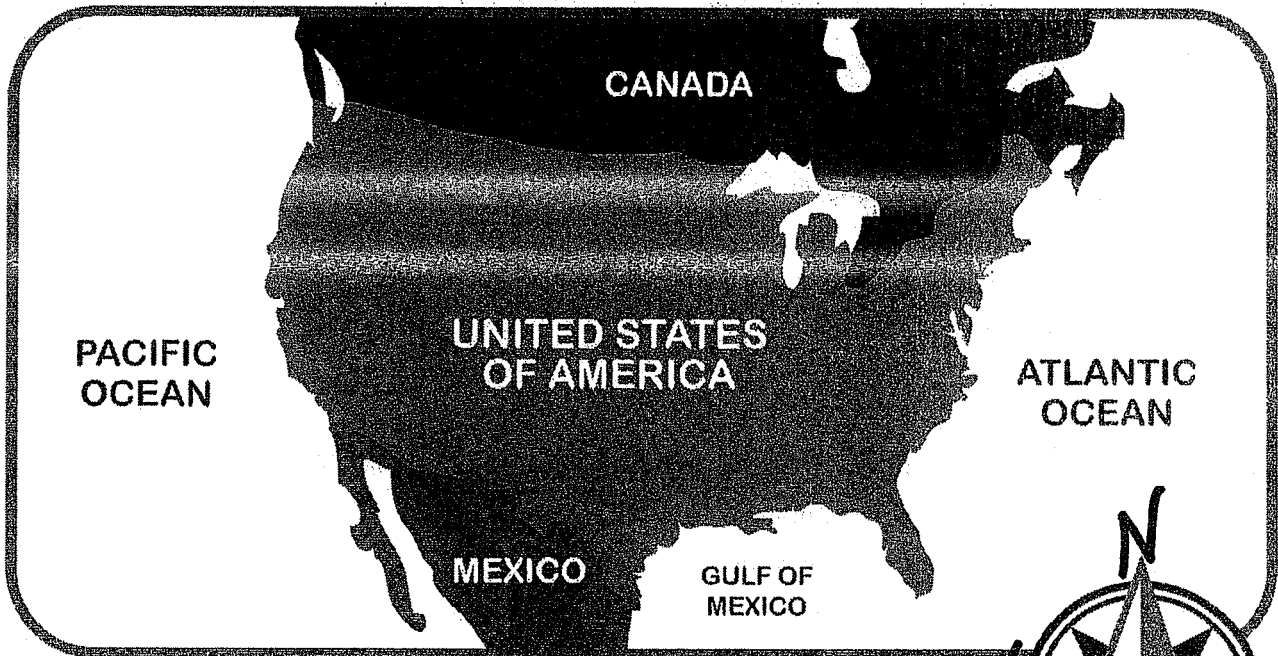 CANADA
UNITED STATES
OF AMERICA
PACIFIC
OCEAN
ATLANTIC
OCEAN
MEXICO
GULF OF
MEXICO
N